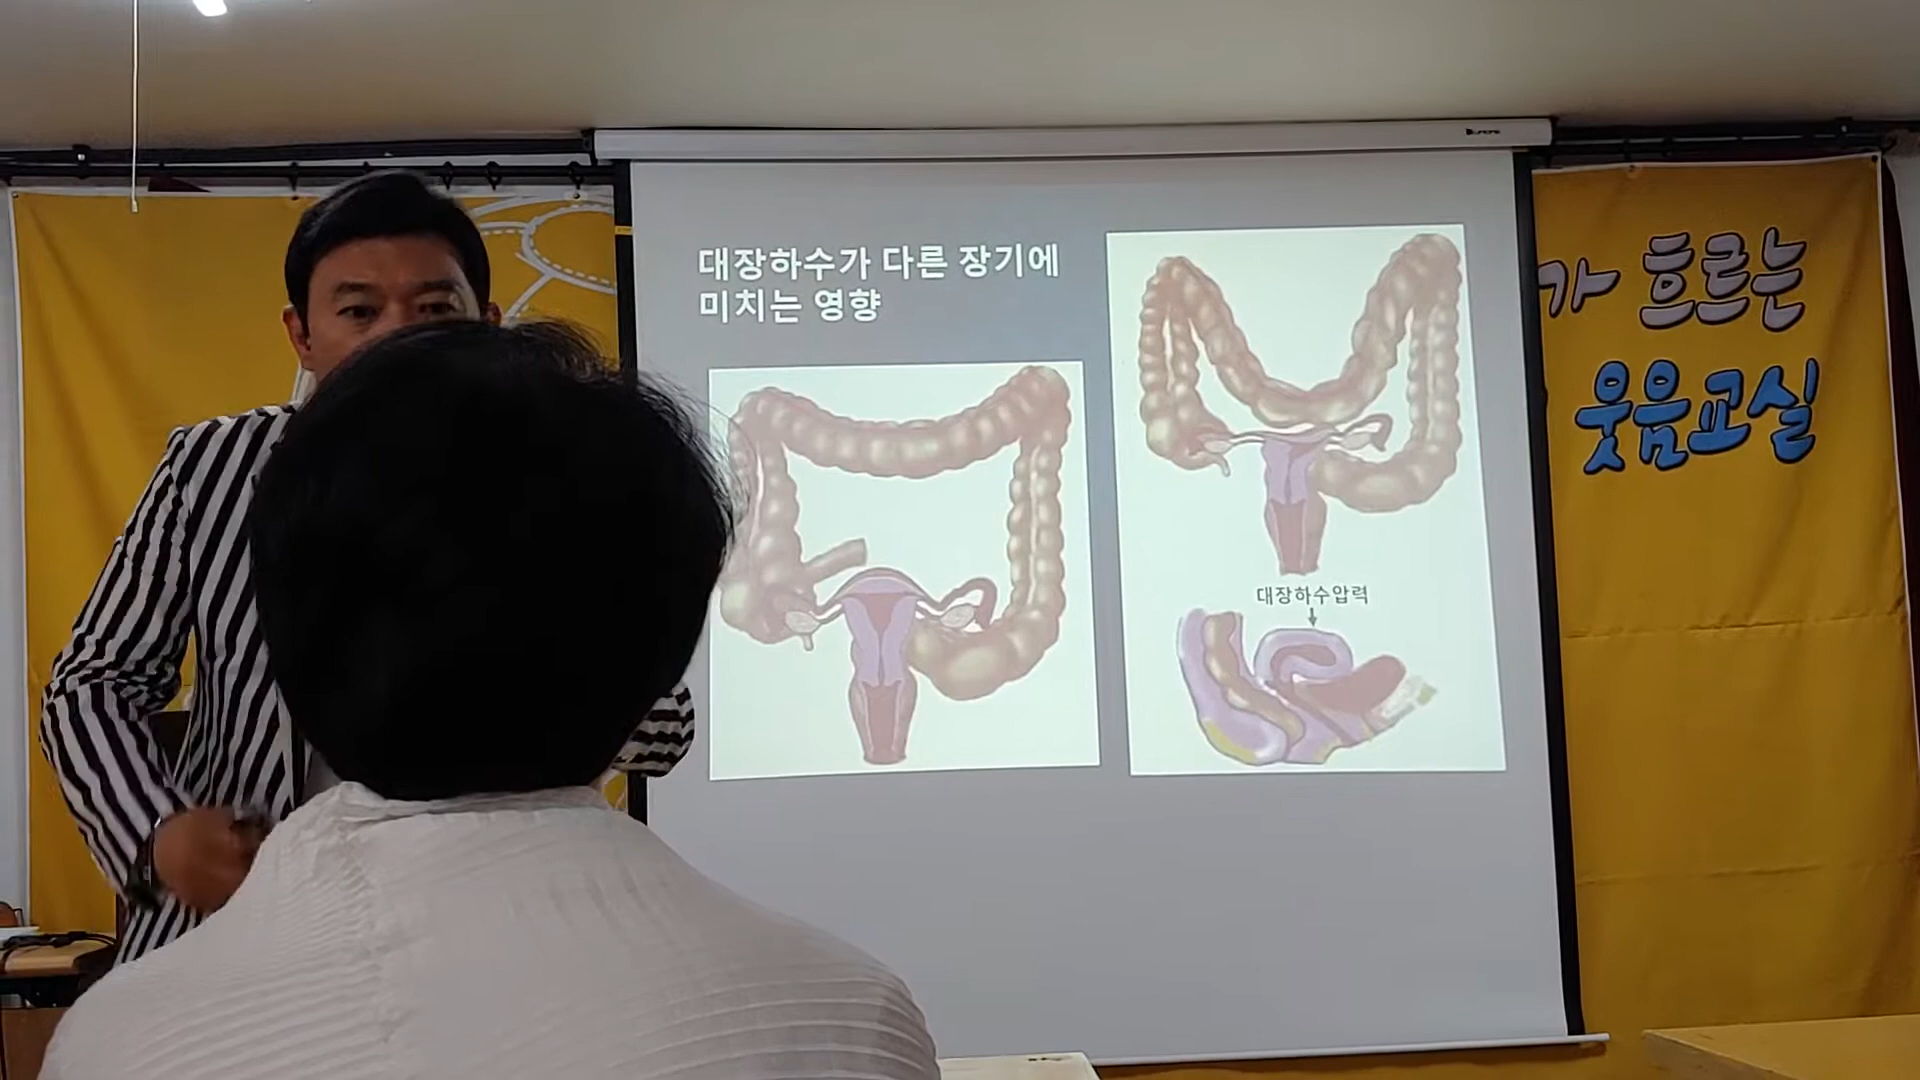 대장하수가 다른 장기에
미치는 영향
대장하수압력
가 흐르는
웃음교실